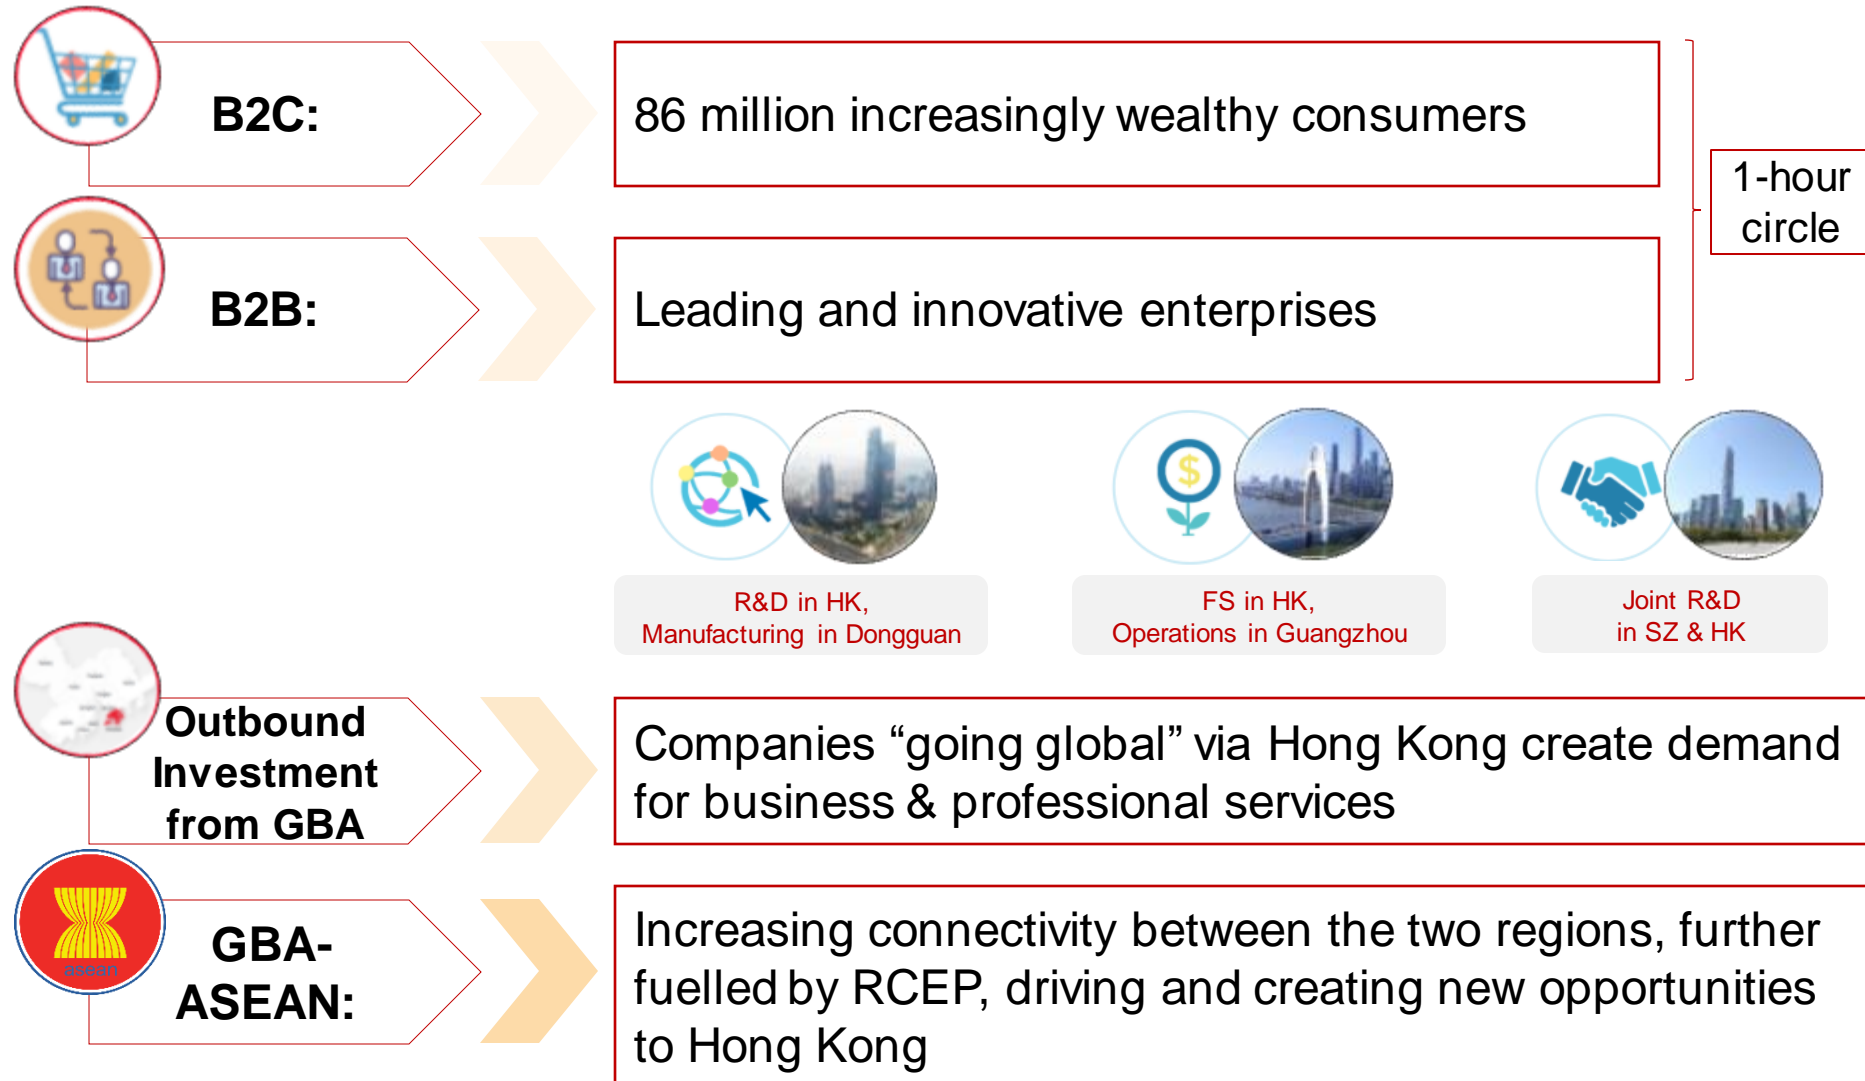 B2C:
86 million increasingly wealthy consumers
1-hour
circle
B2B:
Leading and innovative enterprises
R&D in HK,
Manufacturing in Dongguan
FS in HK,
Operations in Guangzhou
Joint R&D
in SZ & HK
Outbound
Investment
from GBA
Companies “going global” via Hong Kong create demand
for business & professional services
asean
GBA-
ASEAN:
Increasing connectivity between the two regions, further
fuelled by RCEP, driving and creating new opportunities
to Hong Kong